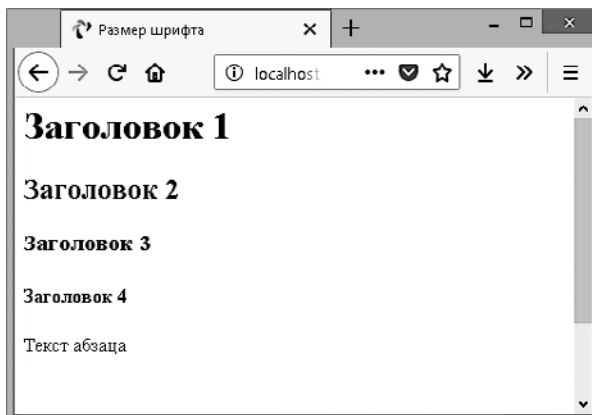 Размер шрифта
localhost
Заголовок 1
Заголовок 2
Заголовок 3
Заголовок 4
Текст абзаца